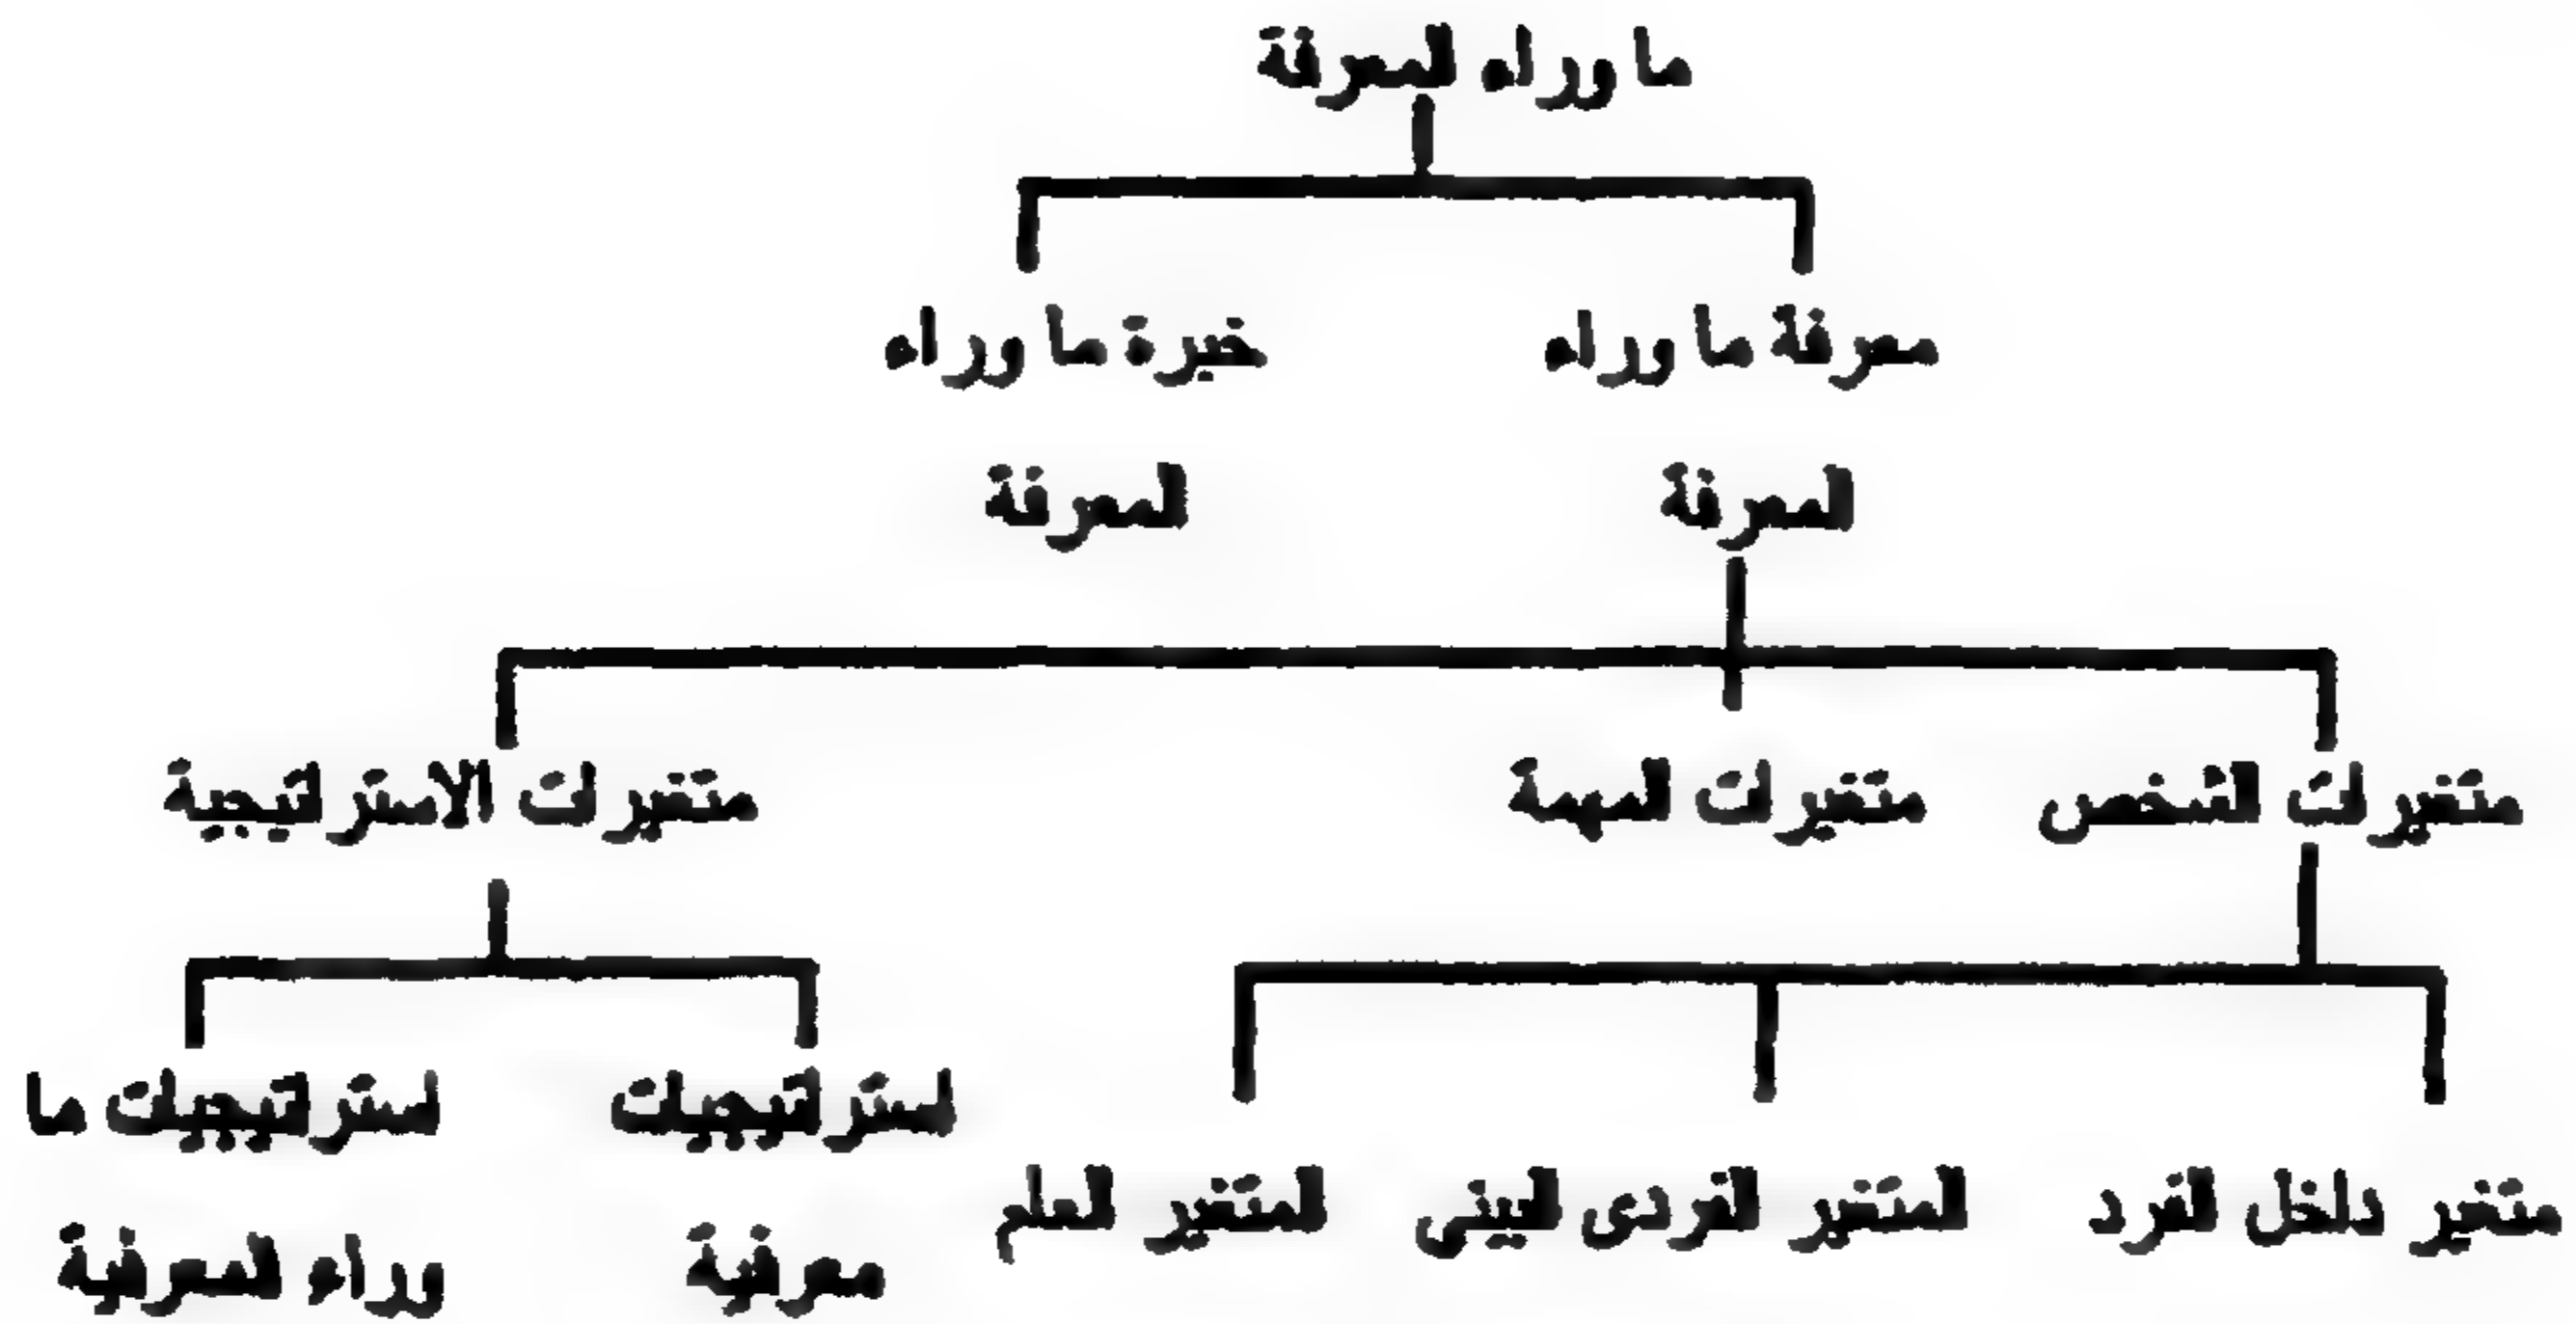 ما وراء المعرفة
معرفة ما وراء
المعرفة
خبرة ما وراء
المعرفة
متغيرات الشخص
متغيرات المهمة
متغيرات الاستراتيجية
متغير داخل الفرد
المتغير الفردى البينى
المتغير العام
استراتيجيات
معرفية
استراتيجيات ما
وراء المعرفية